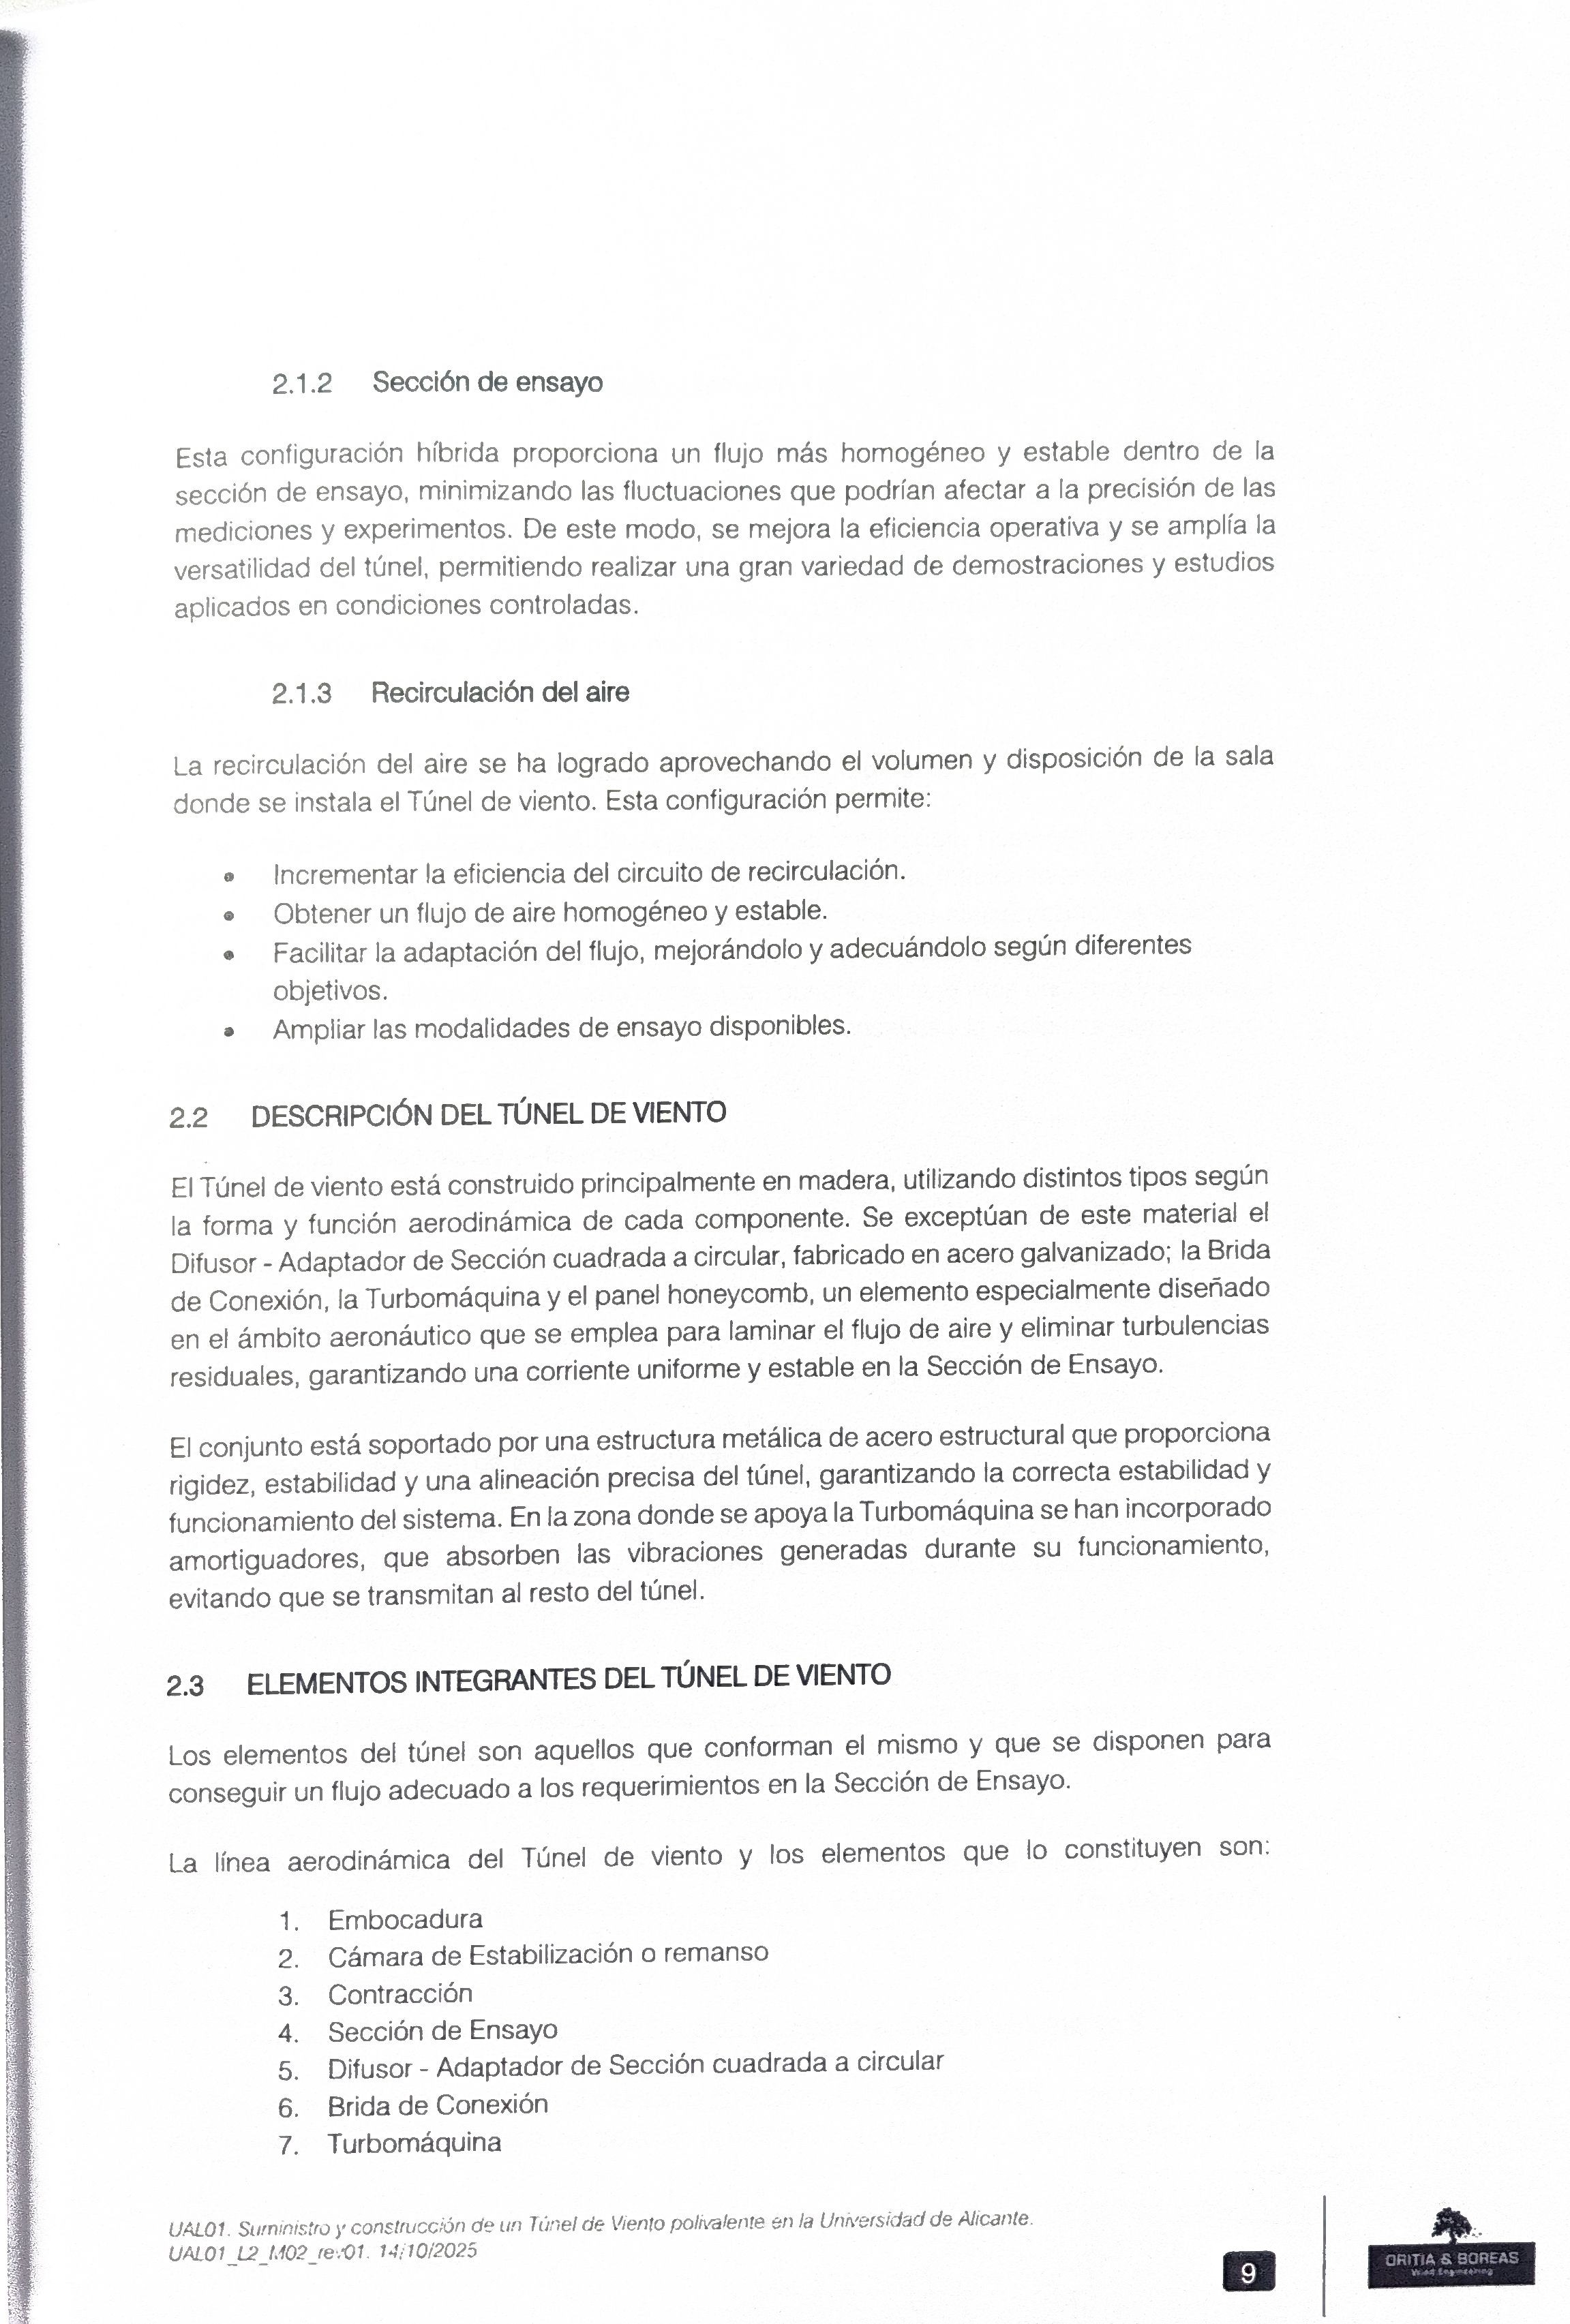 2.1.2 Sección de ensayo
Esta configuración híbrida proporciona un flujo más homogéneo y estable dentro de la
sección de ensayo, minimizando las fluctuaciones que podrían afectar a la precisión de las
mediciones y experimentos. De este modo, se mejora la eficiencia operativa y se amplía la
versatilidad del túnel, permitiendo realizar una gran variedad de demostraciones y estudios
aplicados en condiciones controladas.
2.1.3 Recirculación del aire
La recirculación del aire se ha logrado aprovechando el volumen y disposición de la sala
donde se instala el Túnel de viento. Esta configuración permite:
• Incrementar la eficiencia del circuito de recirculación.
• Obtener un flujo de aire homogéneo y estable.
• Facilitar la adaptación del flujo, mejorándolo y adecuándolo según diferentes
objetivos.
• Ampliar las modalidades de ensayo disponibles.
2.2 DESCRIPCIÓN DEL TÚNEL DE VIENTO
El Túnel de viento está construido principalmente en madera, utilizando distintos tipos según
la forma y función aerodinámica de cada componente. Se exceptúan de este material el
Difusor - Adaptador de Sección cuadrada a circular, fabricado en acero galvanizado; la Brida
de Conexión, la Turbomáquina y el panel honeycomb, un elemento especialmente diseñado
en el ámbito aeronáutico que se emplea para laminar el flujo de aire y eliminar turbulencias
residuales, garantizando una corriente uniforme y estable en la Sección de Ensayo.
El conjunto está soportado por una estructura metálica de acero estructural que proporciona
rigidez, estabilidad y una alineación precisa del túnel, garantizando la correcta estabilidad y
funcionamiento del sistema. En la zona donde se apoya la Turbomáquina se han incorporado
amortiguadores, que absorben las vibraciones generadas durante su funcionamiento,
evitando que se transmitan al resto del túnel.
2.3 ELEMENTOS INTEGRANTES DEL TÚNEL DE VIENTO
Los elementos del túnel son aquellos que conforman el mismo y que se disponen para
conseguir un flujo adecuado a los requerimientos en la Sección de Ensayo.
La línea aerodinámica del Túnel de viento y los elementos que lo constituyen son:
1. Embocadura
2. Cámara de Estabilización o remanso
3. Contracción
4. Sección de Ensayo
5. Difusor - Adaptador de Sección cuadrada a circular
6. Brida de Conexión
7. Turbomáquina
UAL01. Suministro y construcción de un Túnel de Viento polivalente en la Universidad de Alicante.
UAL01_L2_M02_rev01. 14/10/2025
9
ORITIA & BOREAS
Wind Engineering